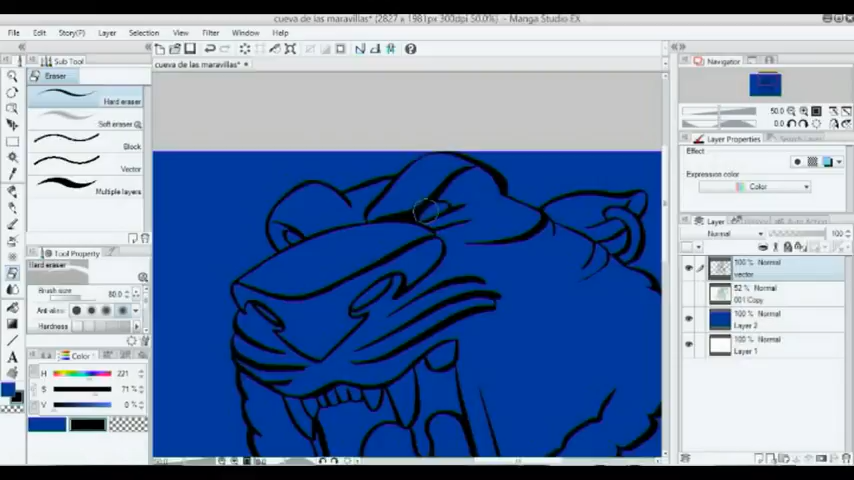 cueva de las maravillas* (2827 x 1981px 300dpi 50.0%) - Manga Studio EX
File Edit Story(P) Layer Selection View Filter Window Help
Sub Tool
Eraser
Hard eraser
Soft eraser
Block
Vector
Multiple layers
Tool Property
Hard eraser
Brush size 80.0
Hardness
Color
H 221
S 71 %
V 0 %
cueva de las maravillas*
Navigator
50.0
0.0
Layer Properties
Effect
Expression color
Color
Layer
Normal 100
100 % Normal
vector
52 % Normal
001 Copy
100 % Normal
Layer 2
100 % Normal
Layer 1